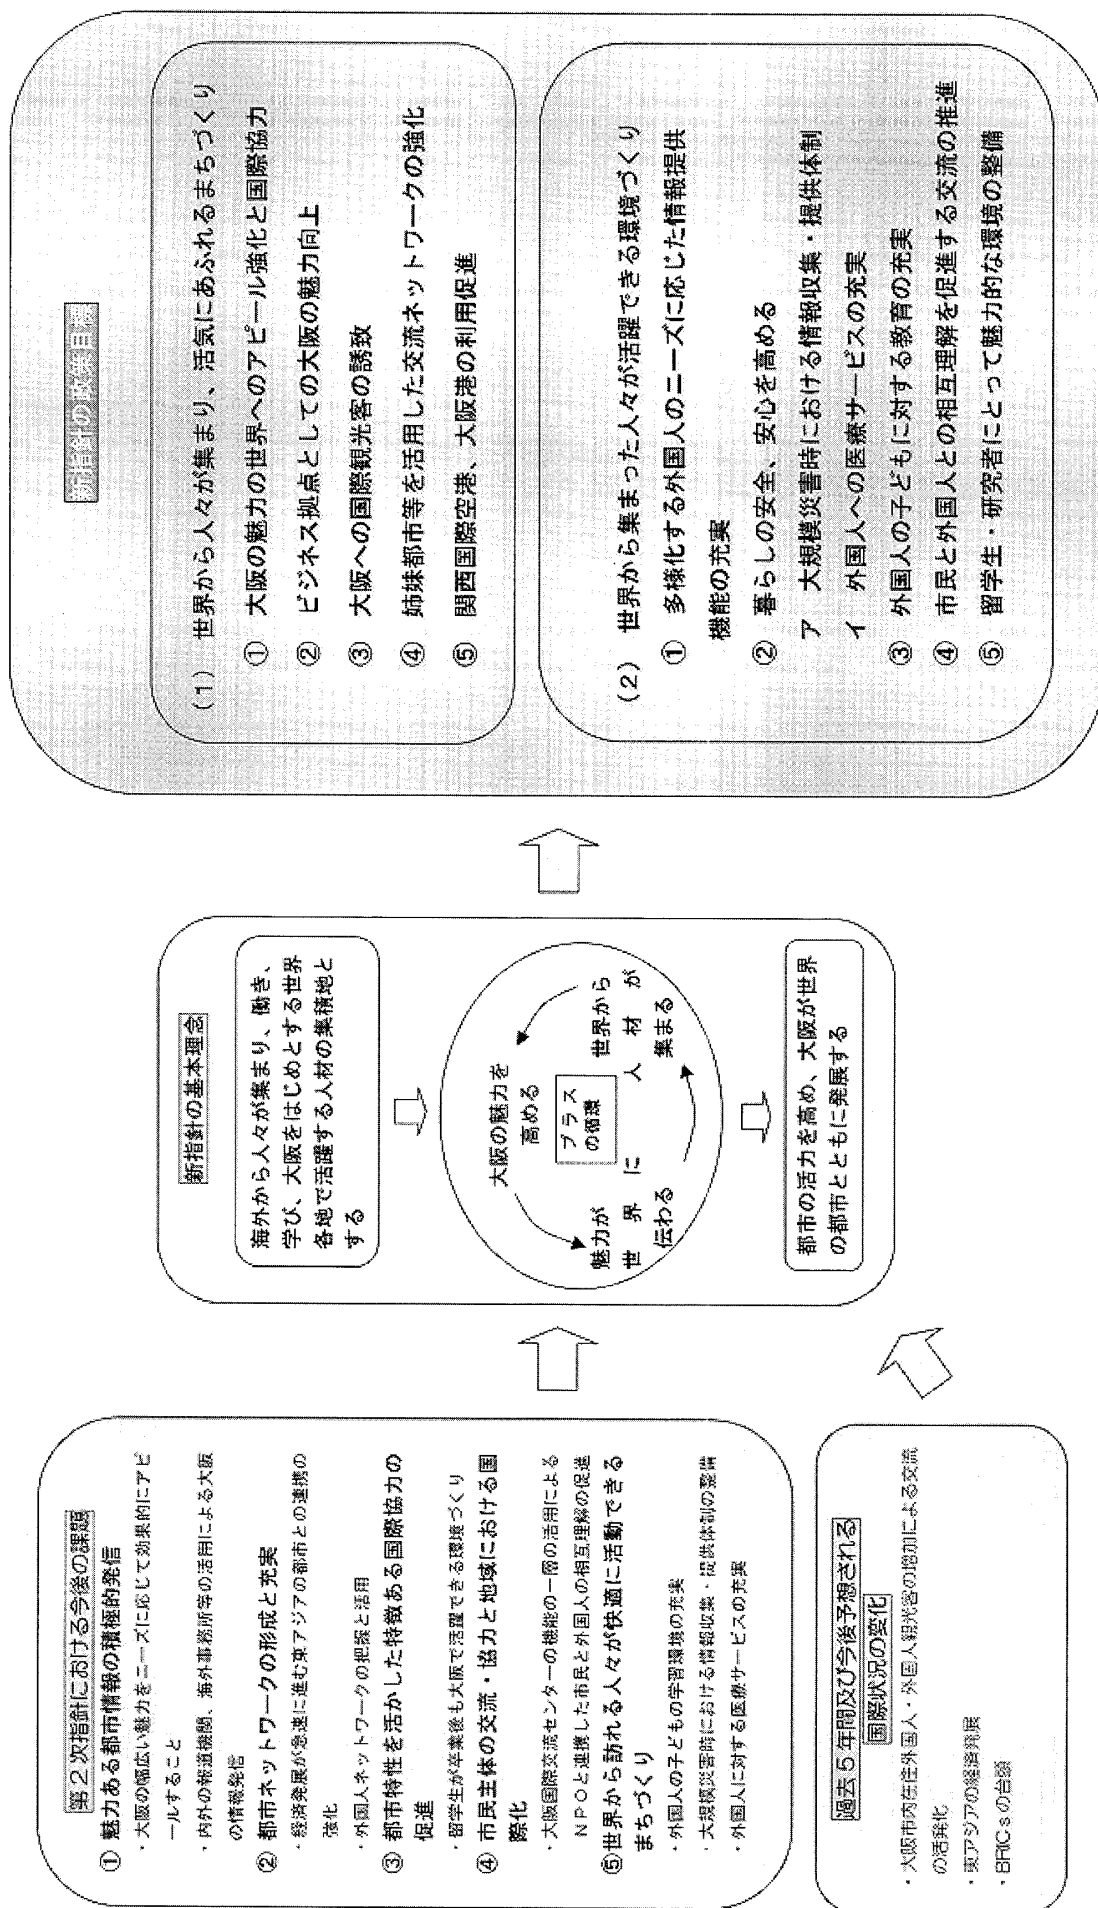 第2次指針における今後の課題
① 魅力ある都市情報の積極的発信
・大阪の幅広い魅力をニーズに応じて効果的にアピ
ールすること
・内外の報道機関、海外事務所等の活用による大阪
の情報発信
② 都市ネットワークの形成と充実
・経済発展が急速に進む東アジアの都市との連携の
強化
・外国人ネットワークの把握と活用
③ 都市特性を活かした特徴ある国際協力の
促進
・留学生が卒業後も大阪で活躍できる環境づくり
④ 市民主体の交流・協力と地域における国
際化
・大阪国際交流センターの機能の一層の活用による
NPOと連携した市民と外国人の相互理解の促進
⑤世界から訪れる人々が快適に活動できる
まちづくり
・外国人の子どもの学習環境の充実
・大規模災害時における情報収集・提供体制の整備
・外国人に対する医療サービスの充実
過去5年間及び今後予想される
国際状況の変化
・大阪市内在住外国人・外国人観光客の増加による交流
の活発化
・東アジアの経済発展
・BRICsの台頭
新指針の基本理念
海外から人々が集まり、働き、
学び、大阪をはじめとする世界
各地で活躍する人材の集積地と
する
大阪の魅力を
高める
プラス
の循環
魅力が
世界に
伝わる
世界から
人材が
集まる
都市の活力を高め、大阪が世界
の都市とともに発展する
新指針の政策目標
(1) 世界から人々が集まり、活気にあふれるまちづくり
① 大阪の魅力の世界へのアピール強化と国際協力
② ビジネス拠点としての大阪の魅力向上
③ 大阪への国際観光客の誘致
④ 姉妹都市等を活用した交流ネットワークの強化
⑤ 関西国際空港、大阪港の利用促進
(2) 世界から集まった人々が活躍できる環境づくり
① 多様化する外国人のニーズに応じた情報提供
機能の充実
② 暮らしの安全、安心を高める
ア 大規模災害時における情報収集・提供体制
イ 外国人への医療サービスの充実
③ 外国人の子どもに対する教育の充実
④ 市民と外国人との相互理解を促進する交流の推進
⑤ 留学生・研究者にとって魅力的な環境の整備